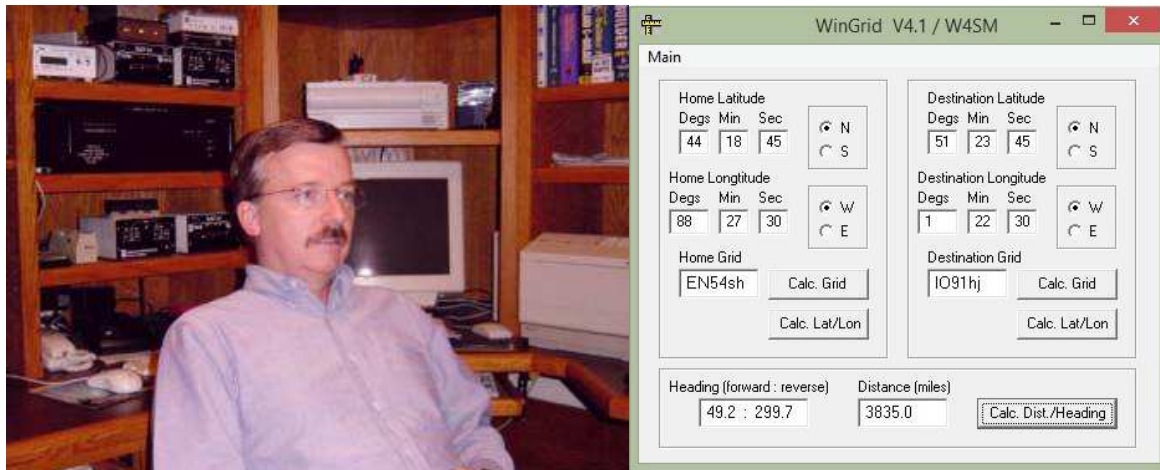 WinGrid V4.1 / W4SM
Main
Home Latitude
Degs Min Sec
44 18 45
N
S
Home Longtitude
Degs Min Sec
88 27 30
W
E
Home Grid
EN54sh Calc. Grid
Calc. Lat/Lon
Destination Latitude
Degs Min Sec
51 23 45
N
S
Destination Longitude
Degs Min Sec
1 22 30
W
E
Destination Grid
IO91hj Calc. Grid
Calc. Lat/Lon
Heading (forward : reverse) Distance (miles)
49.2 : 299.7 3835.0 Calc. Dist./Heading